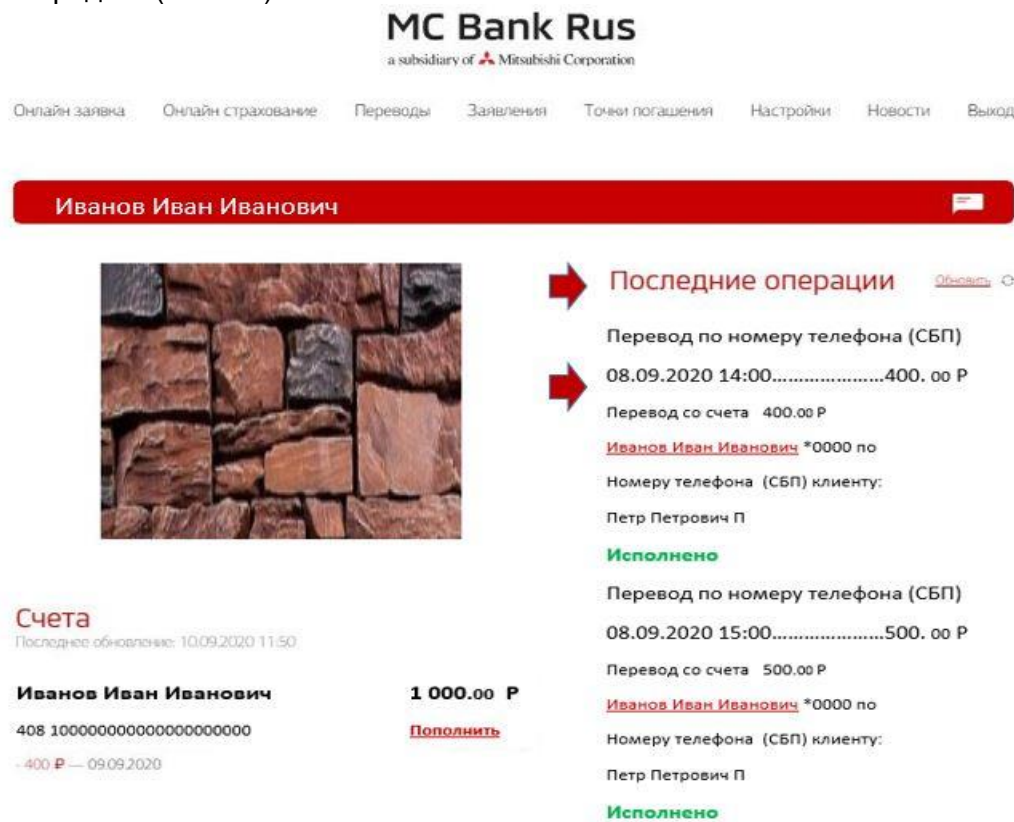 MC Bank Rus
a subsidiary of Mitsubishi Corporation
Онлайн заявка Онлайн страхование Переводы Заявления Точки погашения Настройки Новости Выход
Иванов Иван Иванович
Последние операции Обновить
Перевод по номеру телефона (СБП)
08.09.2020 14:00.....................400. 00 Р
Перевод со счета 400.00 Р
Иванов Иван Иванович *0000 по
Номеру телефона (СБП) клиенту:
Петр Петрович П
Исполнено
Перевод по номеру телефона (СБП)
08.09.2020 15:00.....................500. 00 Р
Перевод со счета 500.00 Р
Иванов Иван Иванович *0000 по
Номеру телефона (СБП) клиенту:
Петр Петрович П
Исполнено
Счета
Последнее обновление: 10.09.2020 11:50
Иванов Иван Иванович 1 000.00 Р
408 100000000000000000000 Пополнить
- 400 ₽ — 09.09.2020